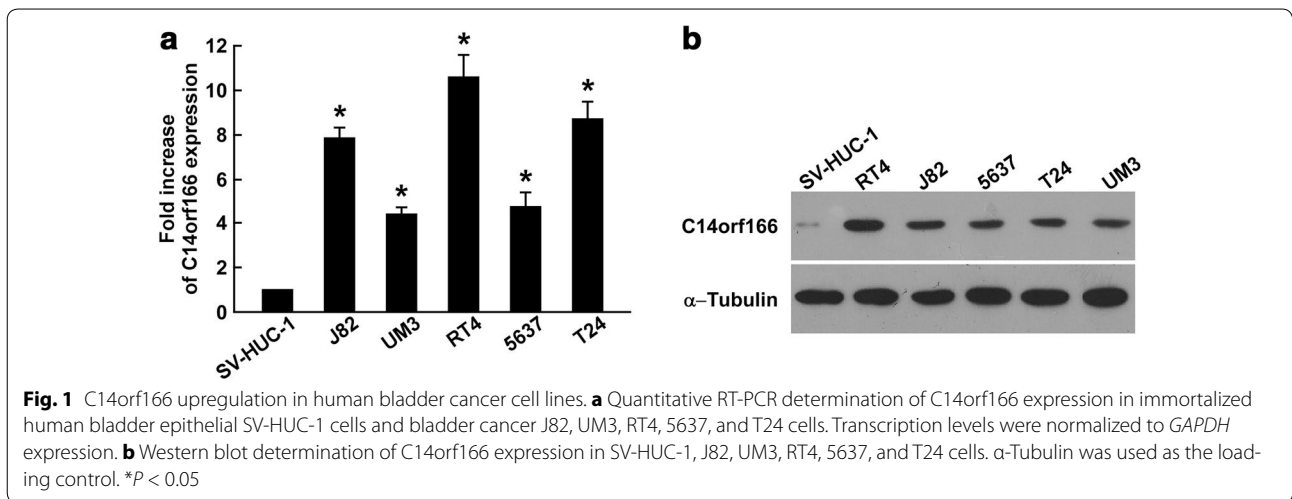 a
Fold increase
of C14orf166 expression
12
10
8
6
4
2
0
* * * * *
SV-HUC-1 J82 UM3 RT4 5637 T24
b
SV-HUC-1 RT4 J82 5637 T24 UM3
C14orf166
α–Tubulin
Fig. 1 C14orf166 upregulation in human bladder cancer cell lines. a Quantitative RT-PCR determination of C14orf166 expression in immortalized
human bladder epithelial SV-HUC-1 cells and bladder cancer J82, UM3, RT4, 5637, and T24 cells. Transcription levels were normalized to GAPDH
expression. b Western blot determination of C14orf166 expression in SV-HUC-1, J82, UM3, RT4, 5637, and T24 cells. α-Tubulin was used as the load-
ing control. *P < 0.05